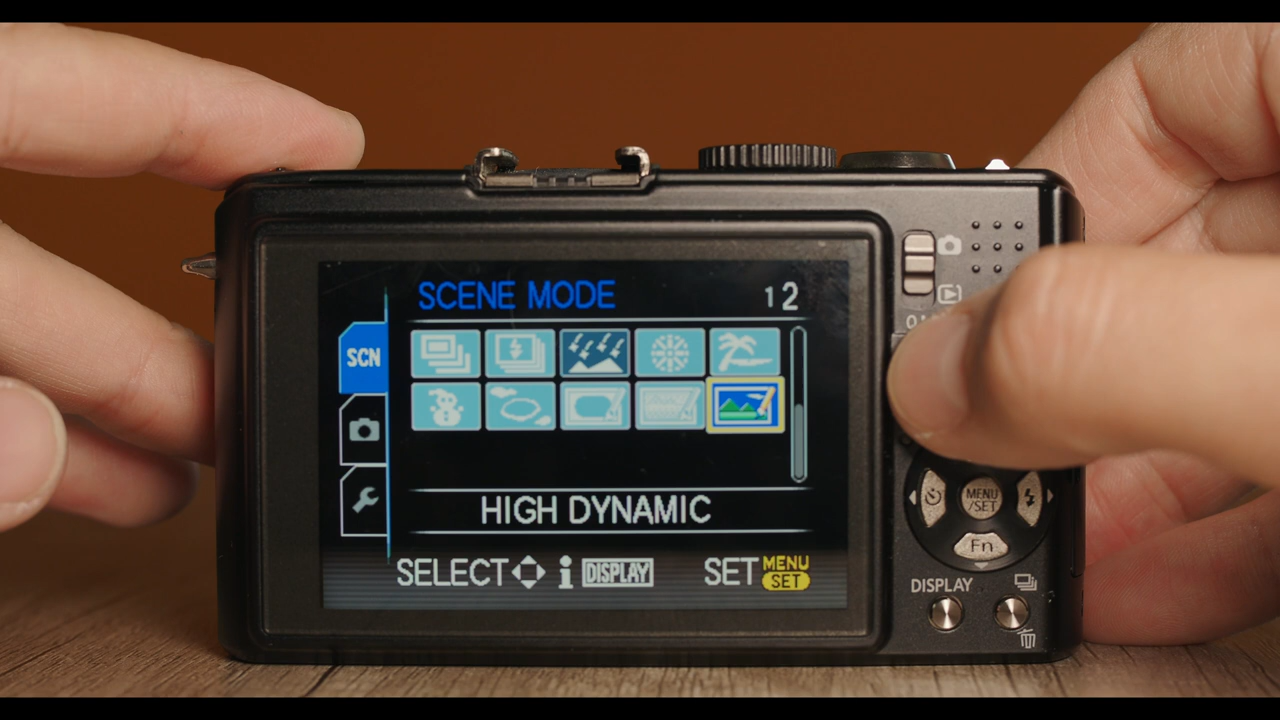 SCENE MODE 12
SCN
HIGH DYNAMIC
SELECT DISPLAY SET MENU SET
MENU /SET
Fn
DISPLAY